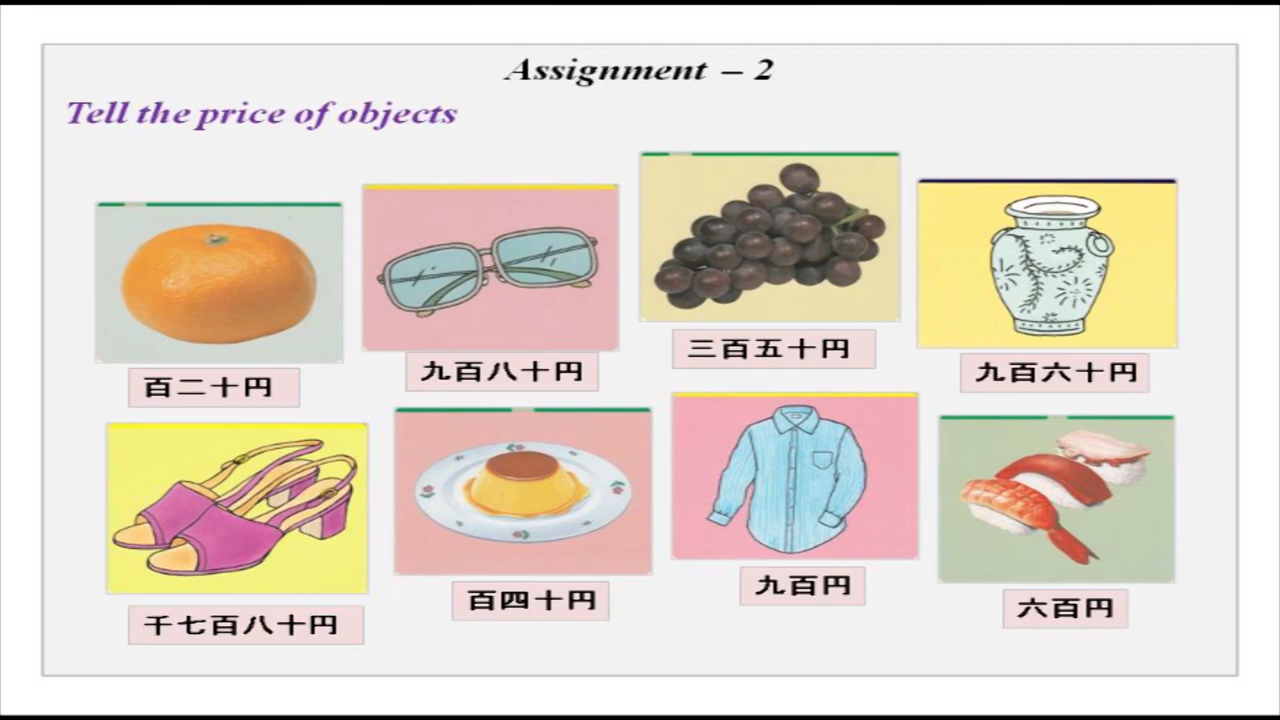 Assignment – 2
Tell the price of objects
百二十円
九百八十円
三百五十円
九百六十円
千七百八十円
百四十円
九百円
六百円